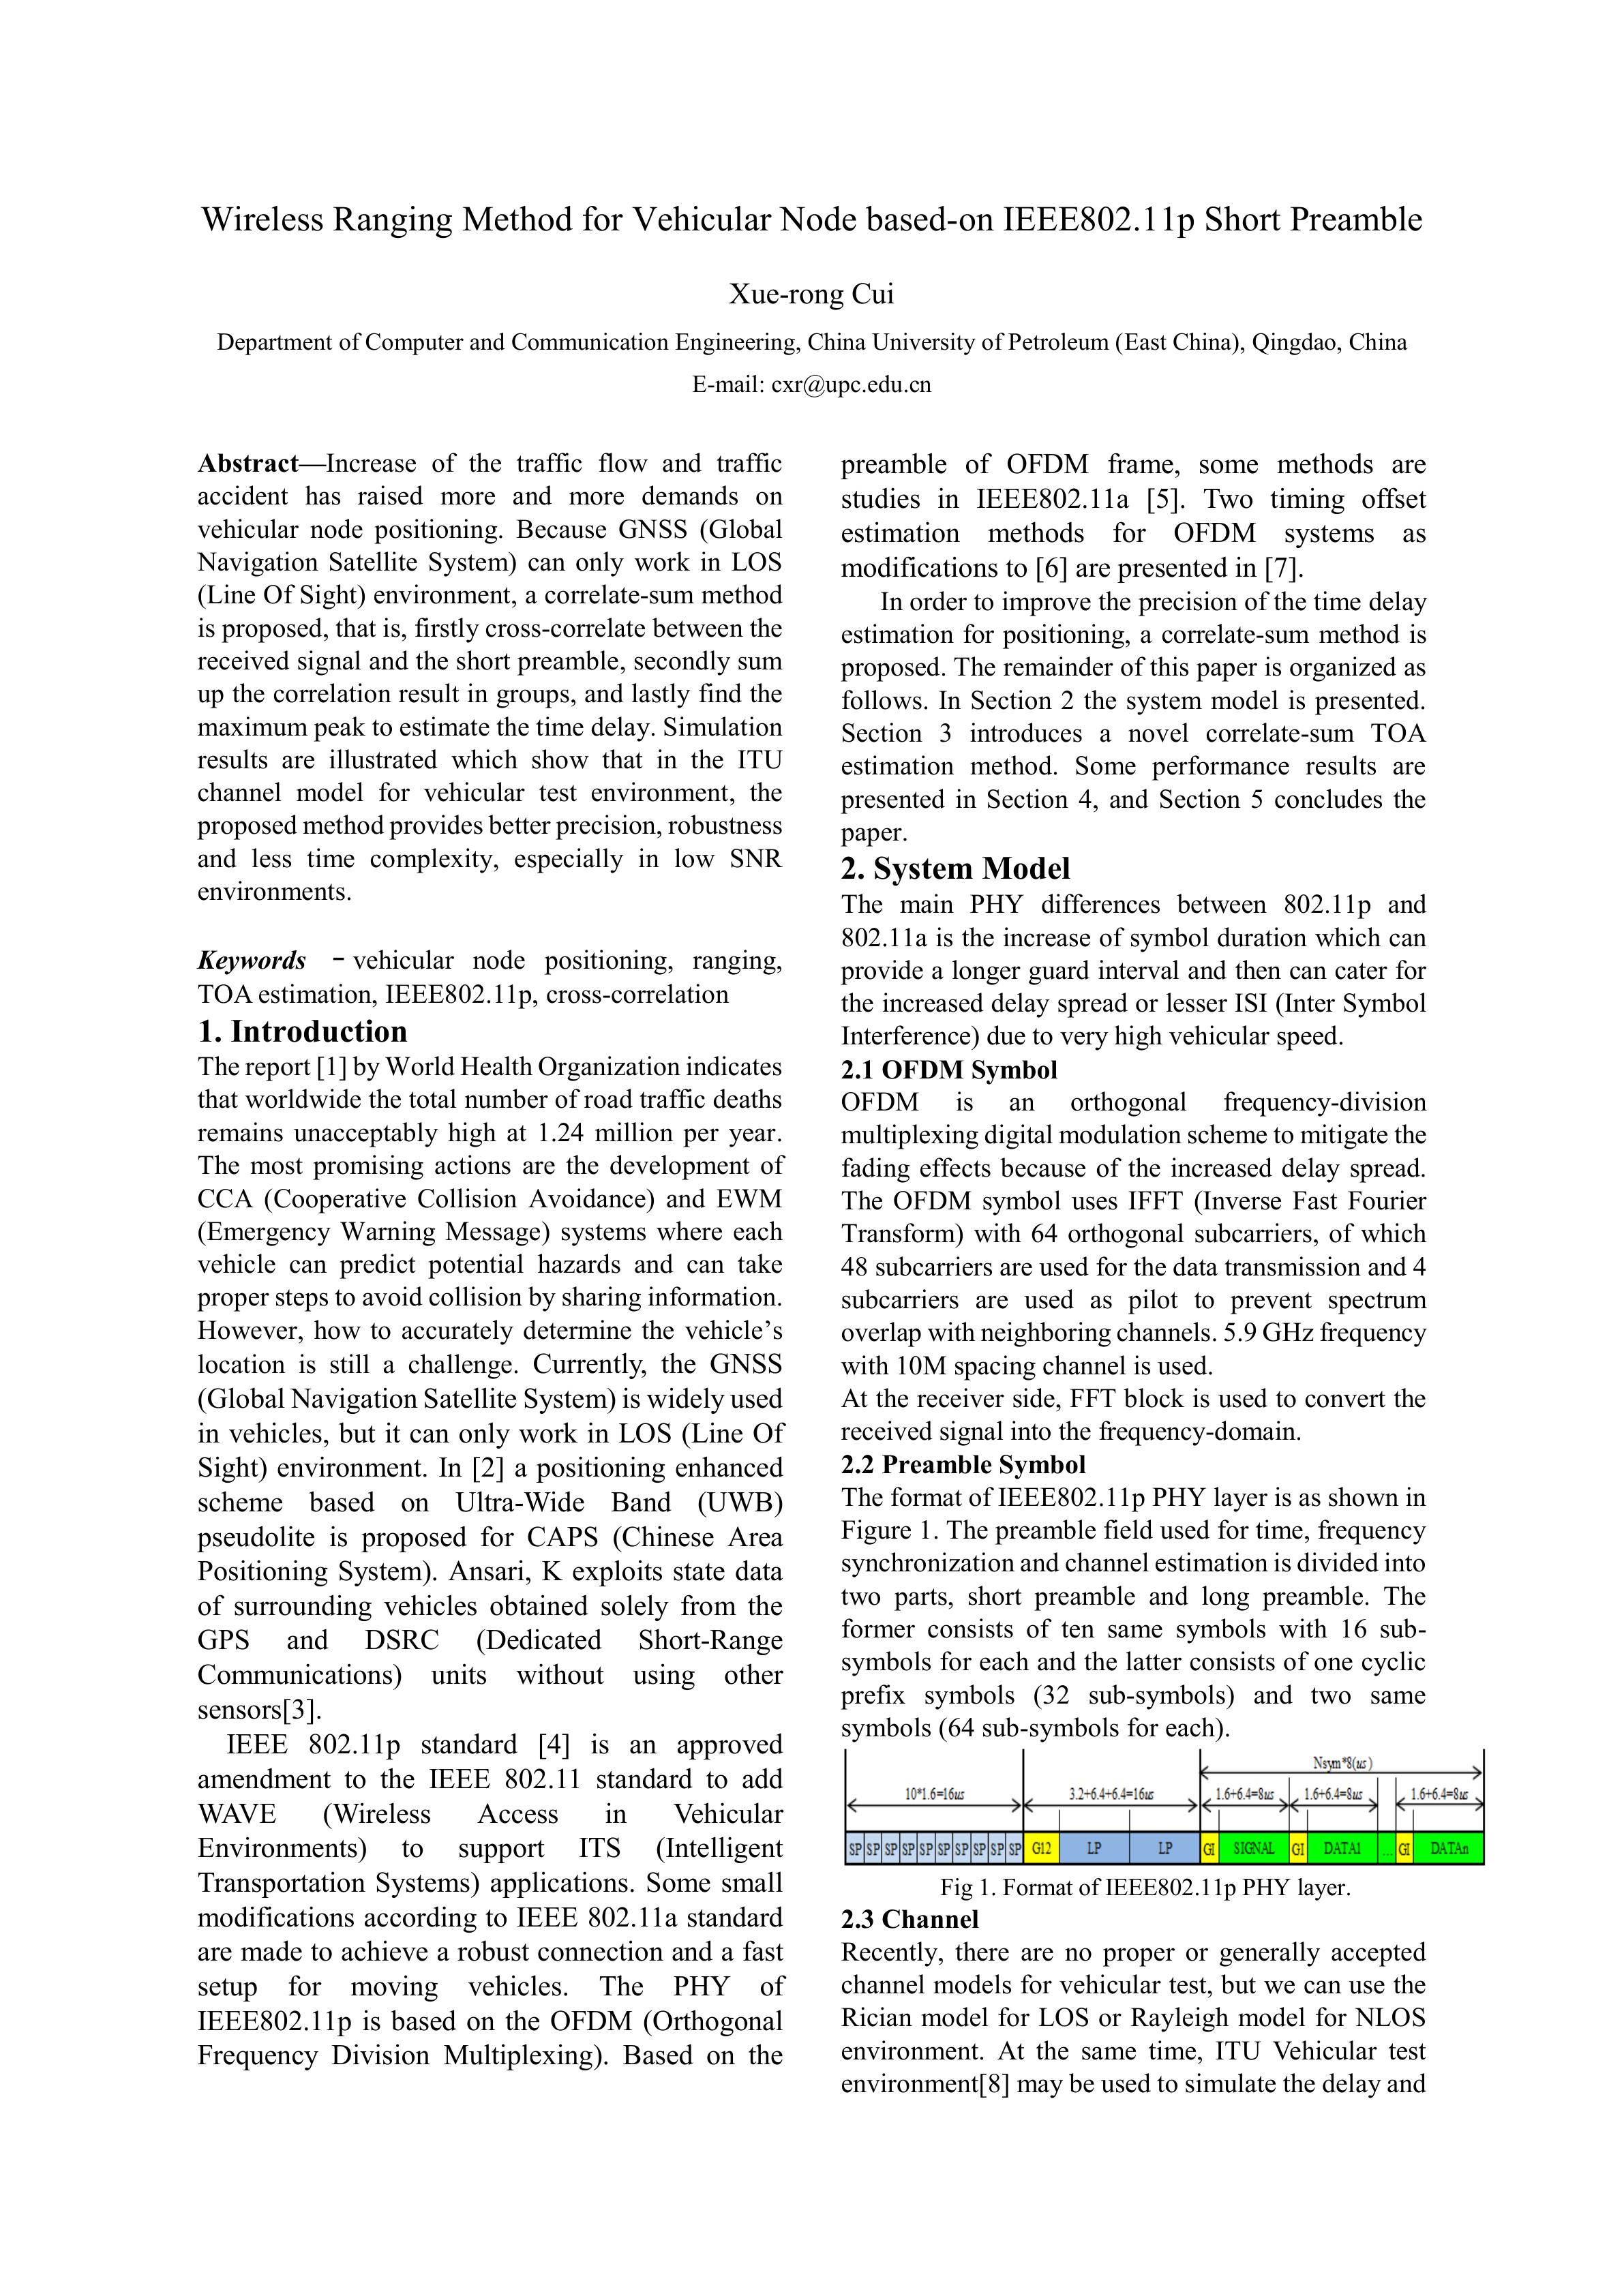 Wireless Ranging Method for Vehicular Node based-on IEEE802.11p Short Preamble
Xue-rong Cui
Department of Computer and Communication Engineering, China University of Petroleum (East China), Qingdao, China
E-mail: cxr@upc.edu.cn
Abstract—Increase of the traffic flow and traffic
accident has raised more and more demands on
vehicular node positioning. Because GNSS (Global
Navigation Satellite System) can only work in LOS
(Line Of Sight) environment, a correlate-sum method
is proposed, that is, firstly cross-correlate between the
received signal and the short preamble, secondly sum
up the correlation result in groups, and lastly find the
maximum peak to estimate the time delay. Simulation
results are illustrated which show that in the ITU
channel model for vehicular test environment, the
proposed method provides better precision, robustness
and less time complexity, especially in low SNR
environments.
Keywords － vehicular node positioning, ranging,
TOA estimation, IEEE802.11p, cross-correlation
1. Introduction
The report [1] by World Health Organization indicates
that worldwide the total number of road traffic deaths
remains unacceptably high at 1.24 million per year.
The most promising actions are the development of
CCA (Cooperative Collision Avoidance) and EWM
(Emergency Warning Message) systems where each
vehicle can predict potential hazards and can take
proper steps to avoid collision by sharing information.
However, how to accurately determine the vehicle’s
location is still a challenge. Currently, the GNSS
(Global Navigation Satellite System) is widely used
in vehicles, but it can only work in LOS (Line Of
Sight) environment. In [2] a positioning enhanced
scheme based on Ultra-Wide Band (UWB)
pseudolite is proposed for CAPS (Chinese Area
Positioning System). Ansari, K exploits state data
of surrounding vehicles obtained solely from the
GPS and DSRC (Dedicated Short-Range
Communications) units without using other
sensors[3].
IEEE 802.11p standard [4] is an approved
amendment to the IEEE 802.11 standard to add
WAVE (Wireless Access in Vehicular
Environments) to support ITS (Intelligent
Transportation Systems) applications. Some small
modifications according to IEEE 802.11a standard
are made to achieve a robust connection and a fast
setup for moving vehicles. The PHY of
IEEE802.11p is based on the OFDM (Orthogonal
Frequency Division Multiplexing). Based on the
preamble of OFDM frame, some methods are
studies in IEEE802.11a [5]. Two timing offset
estimation methods for OFDM systems as
modifications to [6] are presented in [7].
In order to improve the precision of the time delay
estimation for positioning, a correlate-sum method is
proposed. The remainder of this paper is organized as
follows. In Section 2 the system model is presented.
Section 3 introduces a novel correlate-sum TOA
estimation method. Some performance results are
presented in Section 4, and Section 5 concludes the
paper.
2. System Model
The main PHY differences between 802.11p and
802.11a is the increase of symbol duration which can
provide a longer guard interval and then can cater for
the increased delay spread or lesser ISI (Inter Symbol
Interference) due to very high vehicular speed.
2.1 OFDM Symbol
OFDM is an orthogonal frequency-division
multiplexing digital modulation scheme to mitigate the
fading effects because of the increased delay spread.
The OFDM symbol uses IFFT (Inverse Fast Fourier
Transform) with 64 orthogonal subcarriers, of which
48 subcarriers are used for the data transmission and 4
subcarriers are used as pilot to prevent spectrum
overlap with neighboring channels. 5.9 GHz frequency
with 10M spacing channel is used.
At the receiver side, FFT block is used to convert the
received signal into the frequency-domain.
2.2 Preamble Symbol
The format of IEEE802.11p PHY layer is as shown in
Figure 1. The preamble field used for time, frequency
synchronization and channel estimation is divided into
two parts, short preamble and long preamble. The
former consists of ten same symbols with 16 sub-
symbols for each and the latter consists of one cyclic
prefix symbols (32 sub-symbols) and two same
symbols (64 sub-symbols for each).
Nsym*8(us)
10*1.6=16us 3.2+6.4+6.4=16us 1.6+6.4=8us 1.6+6.4=8us 1.6+6.4=8us
SP SP SP SP SP SP SP SP SP SP G12 LP LP GI SIGNAL GI DATA1 ... GI DATAn
Fig 1. Format of IEEE802.11p PHY layer.
2.3 Channel
Recently, there are no proper or generally accepted
channel models for vehicular test, but we can use the
Rician model for LOS or Rayleigh model for NLOS
environment. At the same time, ITU Vehicular test
environment[8] may be used to simulate the delay and